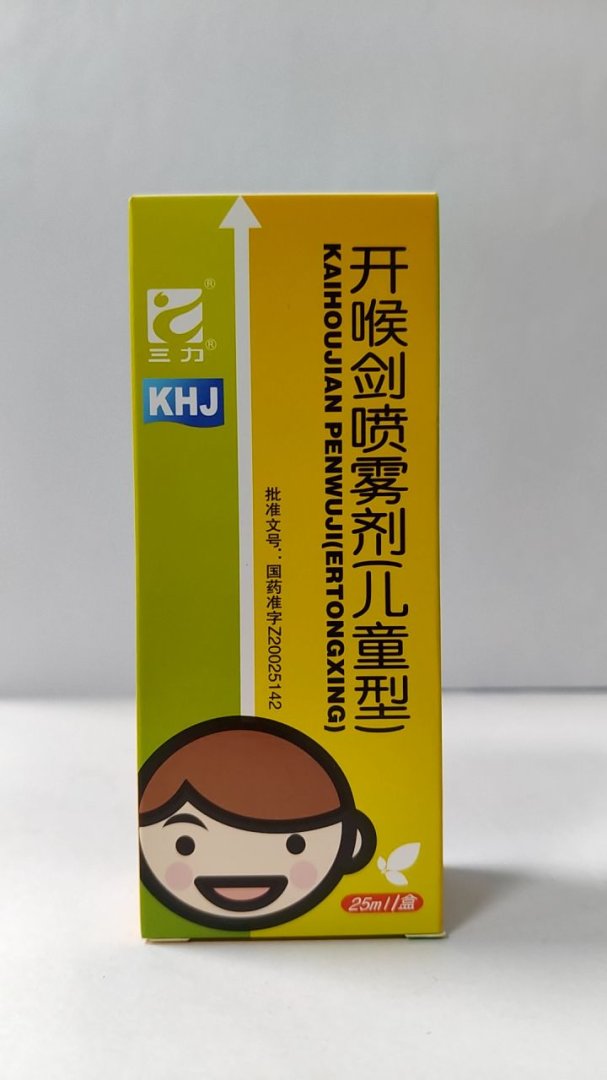 ®
三力®
KHJ
开喉剑喷雾剂(儿童型)
KAIHOUJIAN PENWUJI(ERTONGXING)
批准文号：国药准字Z20025142
25ml/盒